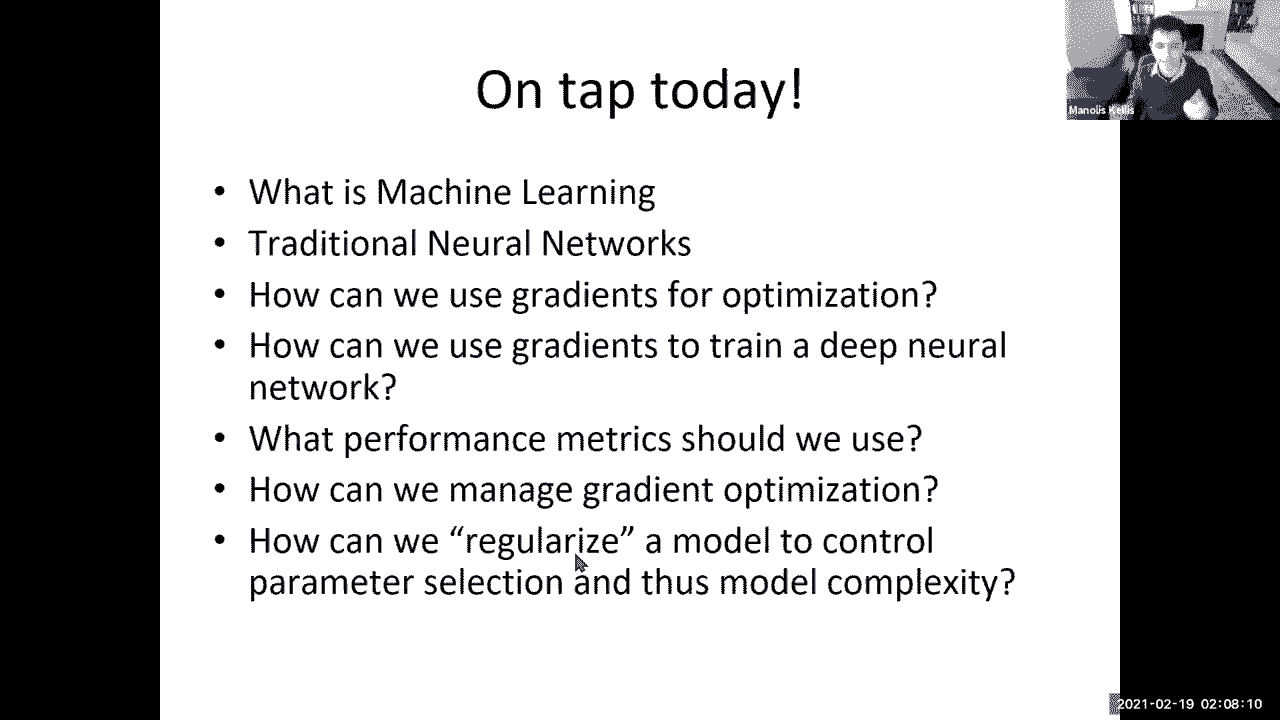 On tap today!
• What is Machine Learning
• Traditional Neural Networks
• How can we use gradients for optimization?
• How can we use gradients to train a deep neural
network?
• What performance metrics should we use?
• How can we manage gradient optimization?
• How can we “regularize” a model to control
parameter selection and thus model complexity?
Manolis Kellis
2021-02-19 02:08:10